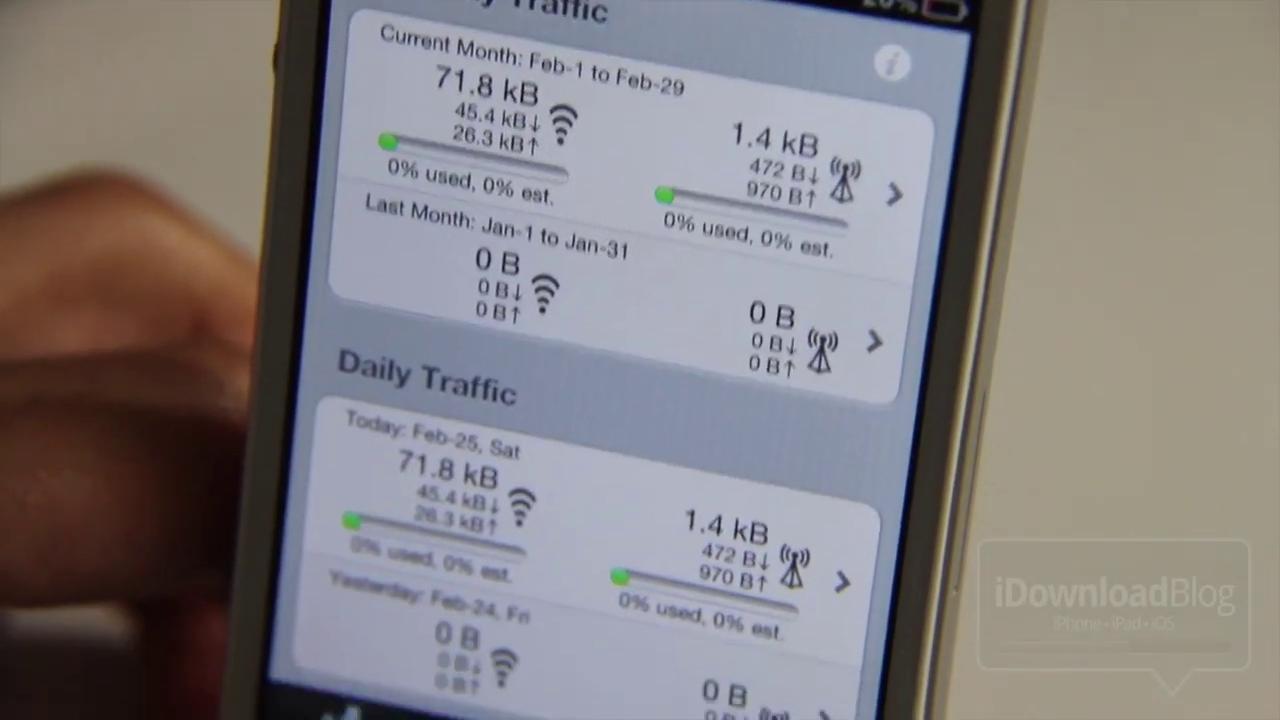 Traffic
20%
Current Month: Feb-1 to Feb-29
71.8 kB
45.4 kB↓
26.3 kB↑
0% used, 0% est.
1.4 kB
472 B↓
970 B↑
0% used, 0% est.
Last Month: Jan-1 to Jan-31
0 B
0 B↓
0 B↑
0 B
0 B↓
0 B↑
Daily Traffic
Today: Feb-25, Sat
71.8 kB
45.4 kB↓
26.3 kB↑
0% used, 0% est.
1.4 kB
472 B↓
970 B↑
0% used, 0% est.
Yesterday: Feb-24, Fri
0 B
0 B↓
0 B↑
0 B
0 B↓
iDownloadBlog
iPhone • iPad • iOS